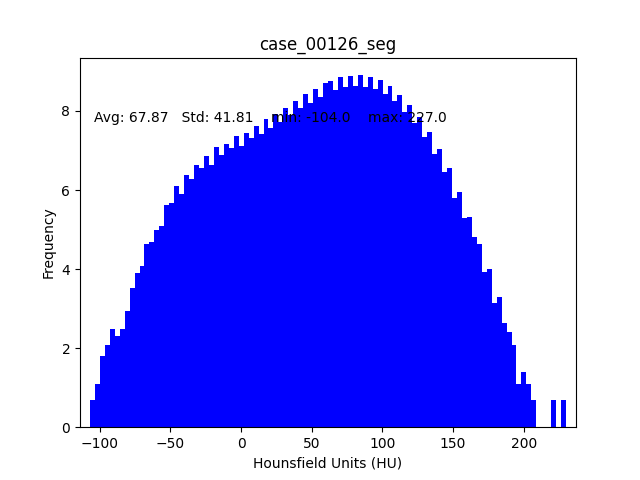 case_00126_seg
Avg: 67.87 Std: 41.81 min: -104.0 max: 227.0
8
6
4
2
0
Frequency
−100 −50 0 50 100 150 200
Hounsfield Units (HU)